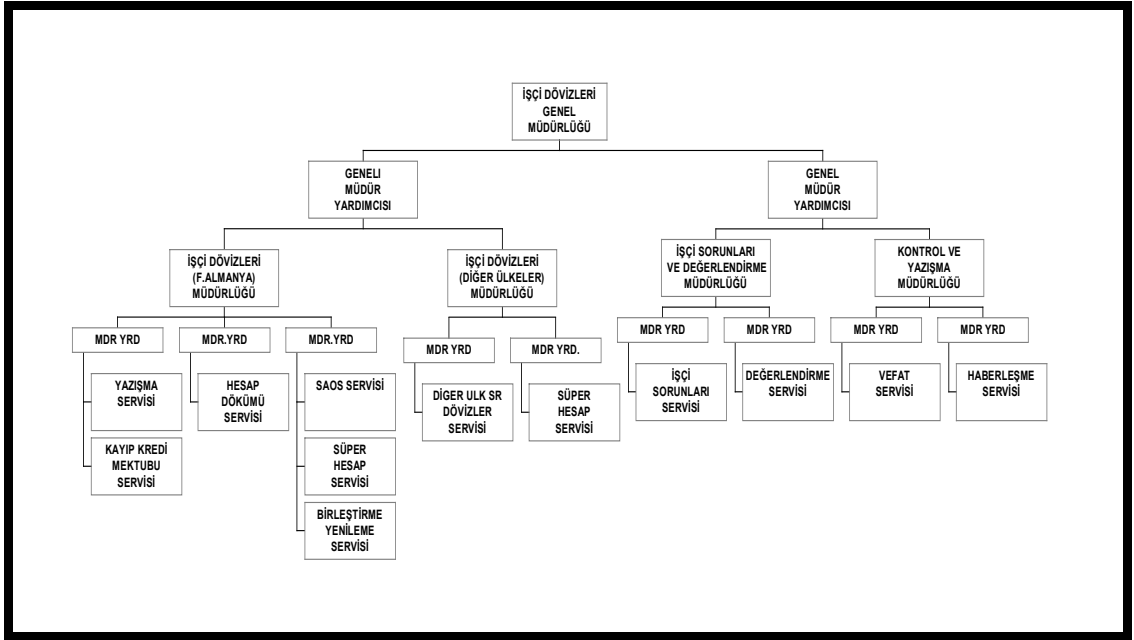 İŞÇİ DÖVİZLERİ
GENEL
MÜDÜRLÜĞÜ
GENELI
MÜDÜR
YARDIMCISI
GENEL
MÜDÜR
YARDIMCISI
İŞÇİ DÖVİZLERİ
(F.ALMANYA)
MÜDÜRLÜĞÜ
İŞÇİ DÖVİZLERİ
(DİĞER ÜLKELER)
MÜDÜRLÜĞÜ
İŞÇİ SORUNLARI
VE DEĞERLENDİRME
MÜDÜRLÜĞÜ
KONTROL VE
YAZIŞMA
MÜDÜRLÜĞÜ
MDR YRD
MDR.YRD
MDR.YRD
MDR YRD
MDR YRD.
MDR YRD
MDR YRD
MDR YRD
MDR YRD
YAZIŞMA
SERVİSİ
KAYIP KREDİ
MEKTUBU
SERVİSİ
HESAP
DÖKÜMÜ
SERVİSİ
SAOS SERVİSİ
SÜPER
HESAP
SERVİSİ
BİRLEŞTİRME
YENİLEME
SERVİSİ
DİGER ULK SR
DÖVİZLER
SERVİSİ
SÜPER
HESAP
SERVİSİ
İŞÇİ
SORUNLARI
SERVİSİ
DEĞERLENDİRME
SERVİSİ
VEFAT
SERVİSİ
HABERLEŞME
SERVİSİ